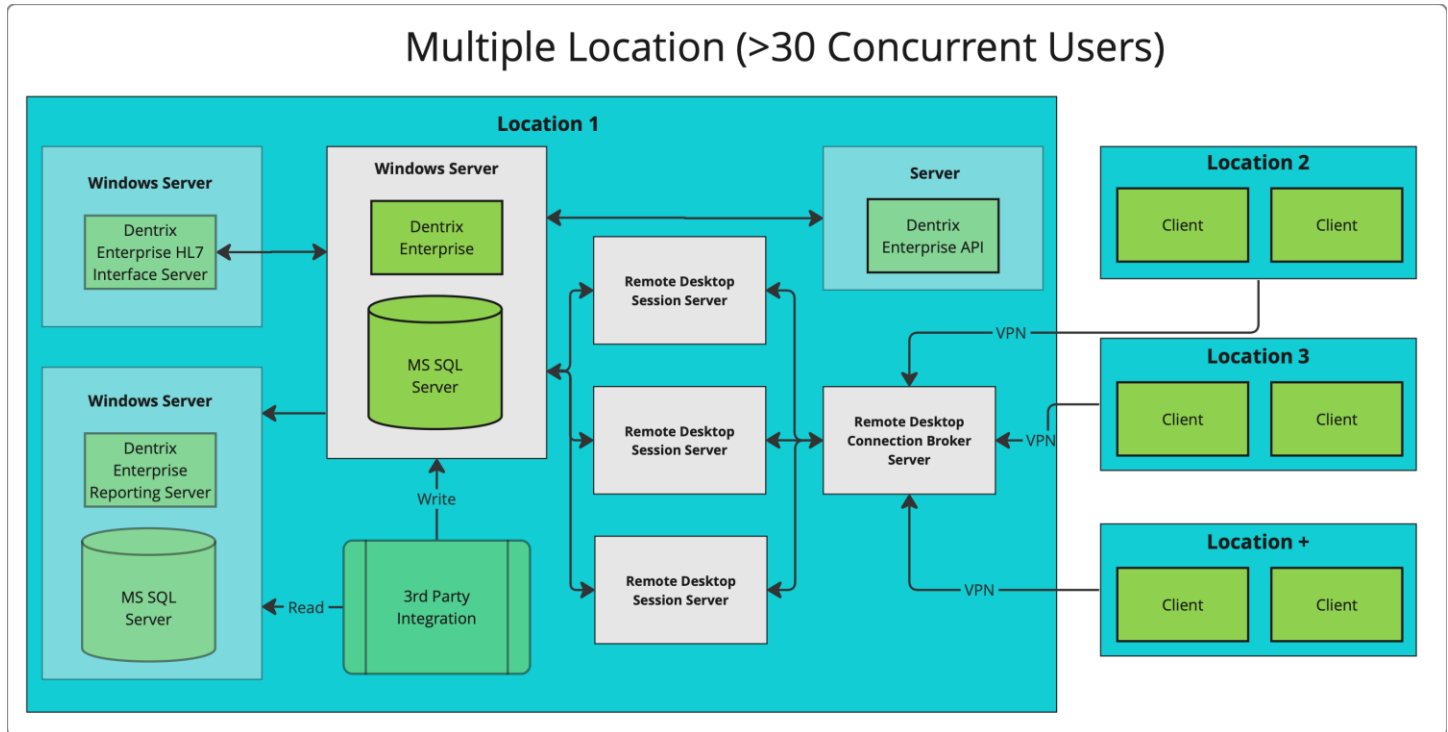 Multiple Location (>30 Concurrent Users)
Location 1
Windows Server
Dentrix
Enterprise HL7
Interface Server
Windows Server
Dentrix
Enterprise
MS SQL
Server
Server
Dentrix
Enterprise API
Windows Server
Dentrix
Enterprise
Reporting Server
MS SQL
Server
Write
Read
3rd Party
Integration
Remote Desktop
Session Server
Remote Desktop
Session Server
Remote Desktop
Session Server
Remote Desktop
Connection Broker
Server
VPN
VPN
VPN
Location 2
Client
Client
Location 3
Client
Client
Location +
Client
Client